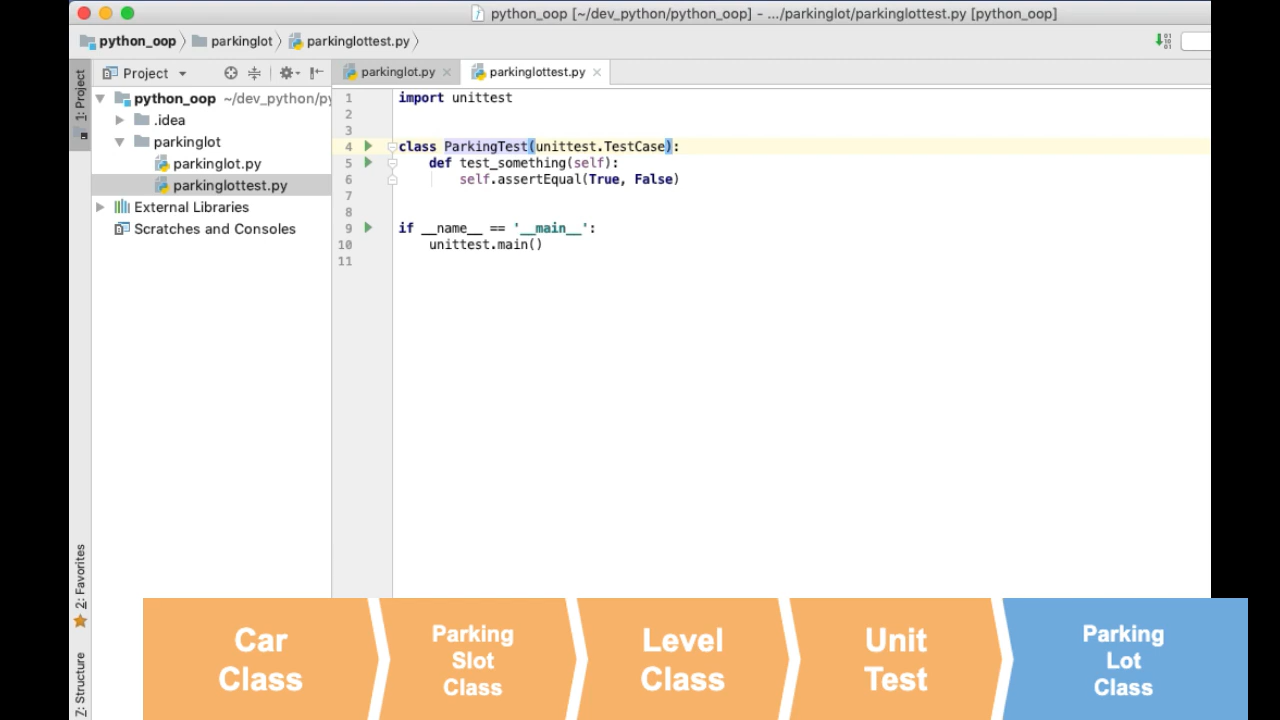 python_oop [~/dev_python/python_oop] – .../parkinglot/parkinglottest.py [python_oop]
python_oop parkinglot parkinglottest.py
1: Project
Project
parkinglot.py parkinglottest.py
python_oop ~/dev_python/py
.idea
parkinglot
parkinglot.py
parkinglottest.py
External Libraries
Scratches and Consoles
1 import unittest
2
3
4 class ParkingTest(unittest.TestCase):
5 def test_something(self):
6 self.assertEqual(True, False)
7
8
9 if __name__ == '__main__':
10 unittest.main()
11
2: Favorites
Z: Structure
Car
Class
Parking
Slot
Class
Level
Class
Unit
Test
Parking
Lot
Class